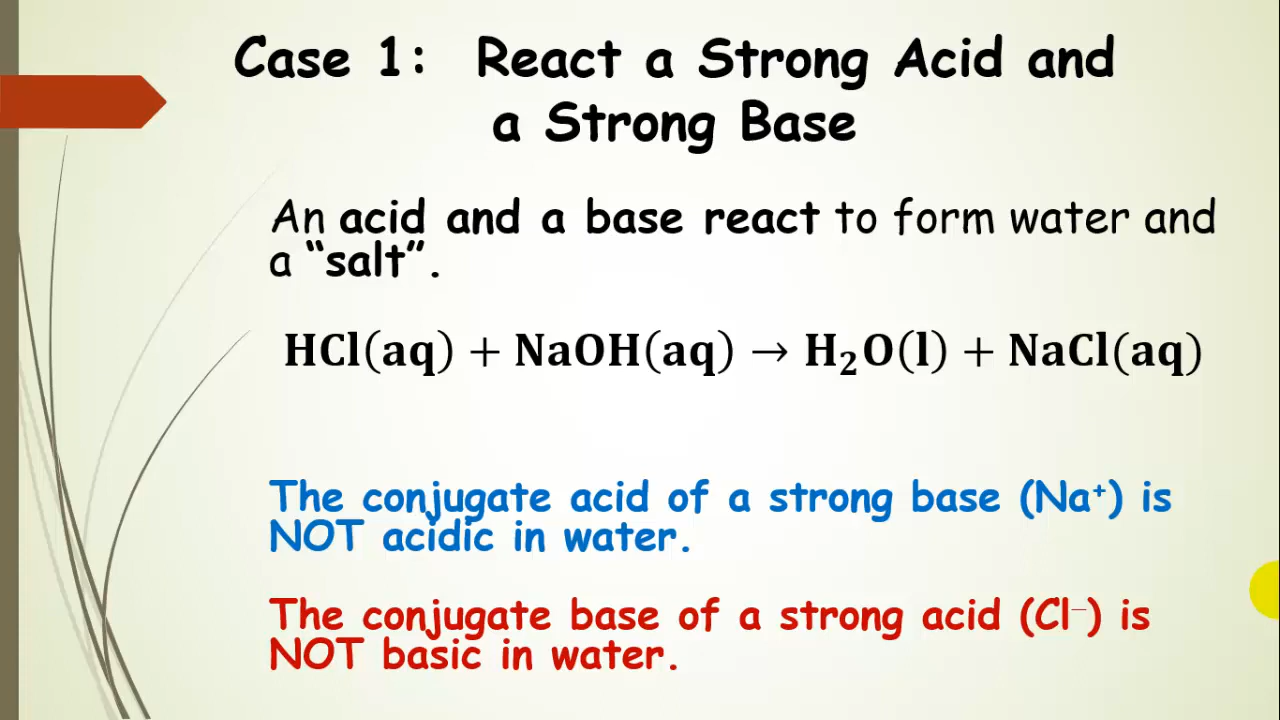 Case 1: React a Strong Acid and
a Strong Base
An acid and a base react to form water and
a “salt”.
HCl(aq) + NaOH(aq) → H₂O(l) + NaCl(aq)
The conjugate acid of a strong base (Na⁺) is
NOT acidic in water.
The conjugate base of a strong acid (Cl⁻) is
NOT basic in water.